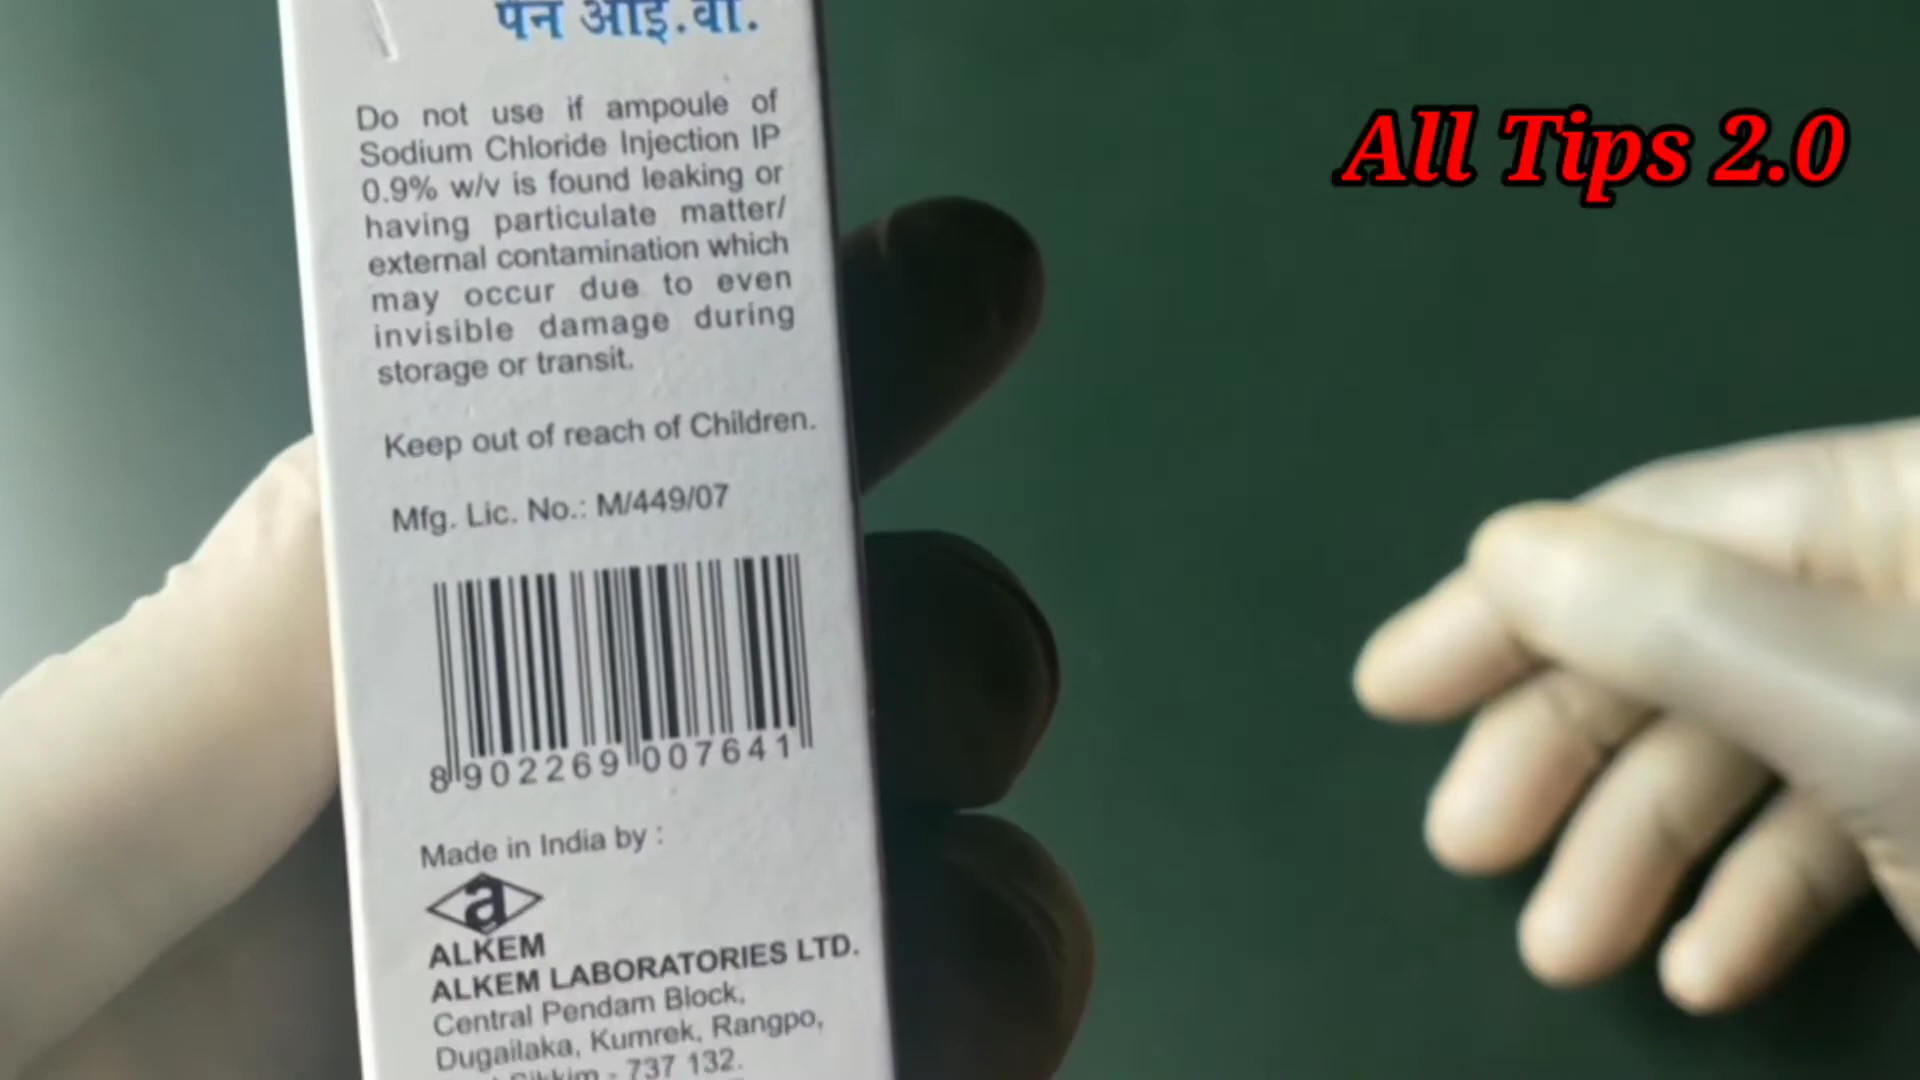 पैन आई.वी.
All Tips 2.0
Do not use if ampoule of
Sodium Chloride Injection IP
0.9% w/v is found leaking or
having particulate matter/
external contamination which
may occur due to even
invisible damage during
storage or transit.
Keep out of reach of Children.
Mfg. Lic. No.: M/449/07
8 902269 007641
Made in India by :
a
ALKEM
ALKEM LABORATORIES LTD.
Central Pendam Block,
Dugailaka, Kumrek, Rangpo,
Sikkim - 737 132.